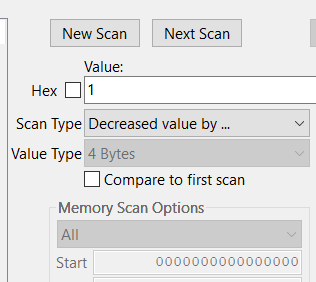 New Scan Next Scan
Value:
Hex 1
Scan Type Decreased value by ...
Value Type 4 Bytes
Compare to first scan
Memory Scan Options
All
Start 0000000000000000